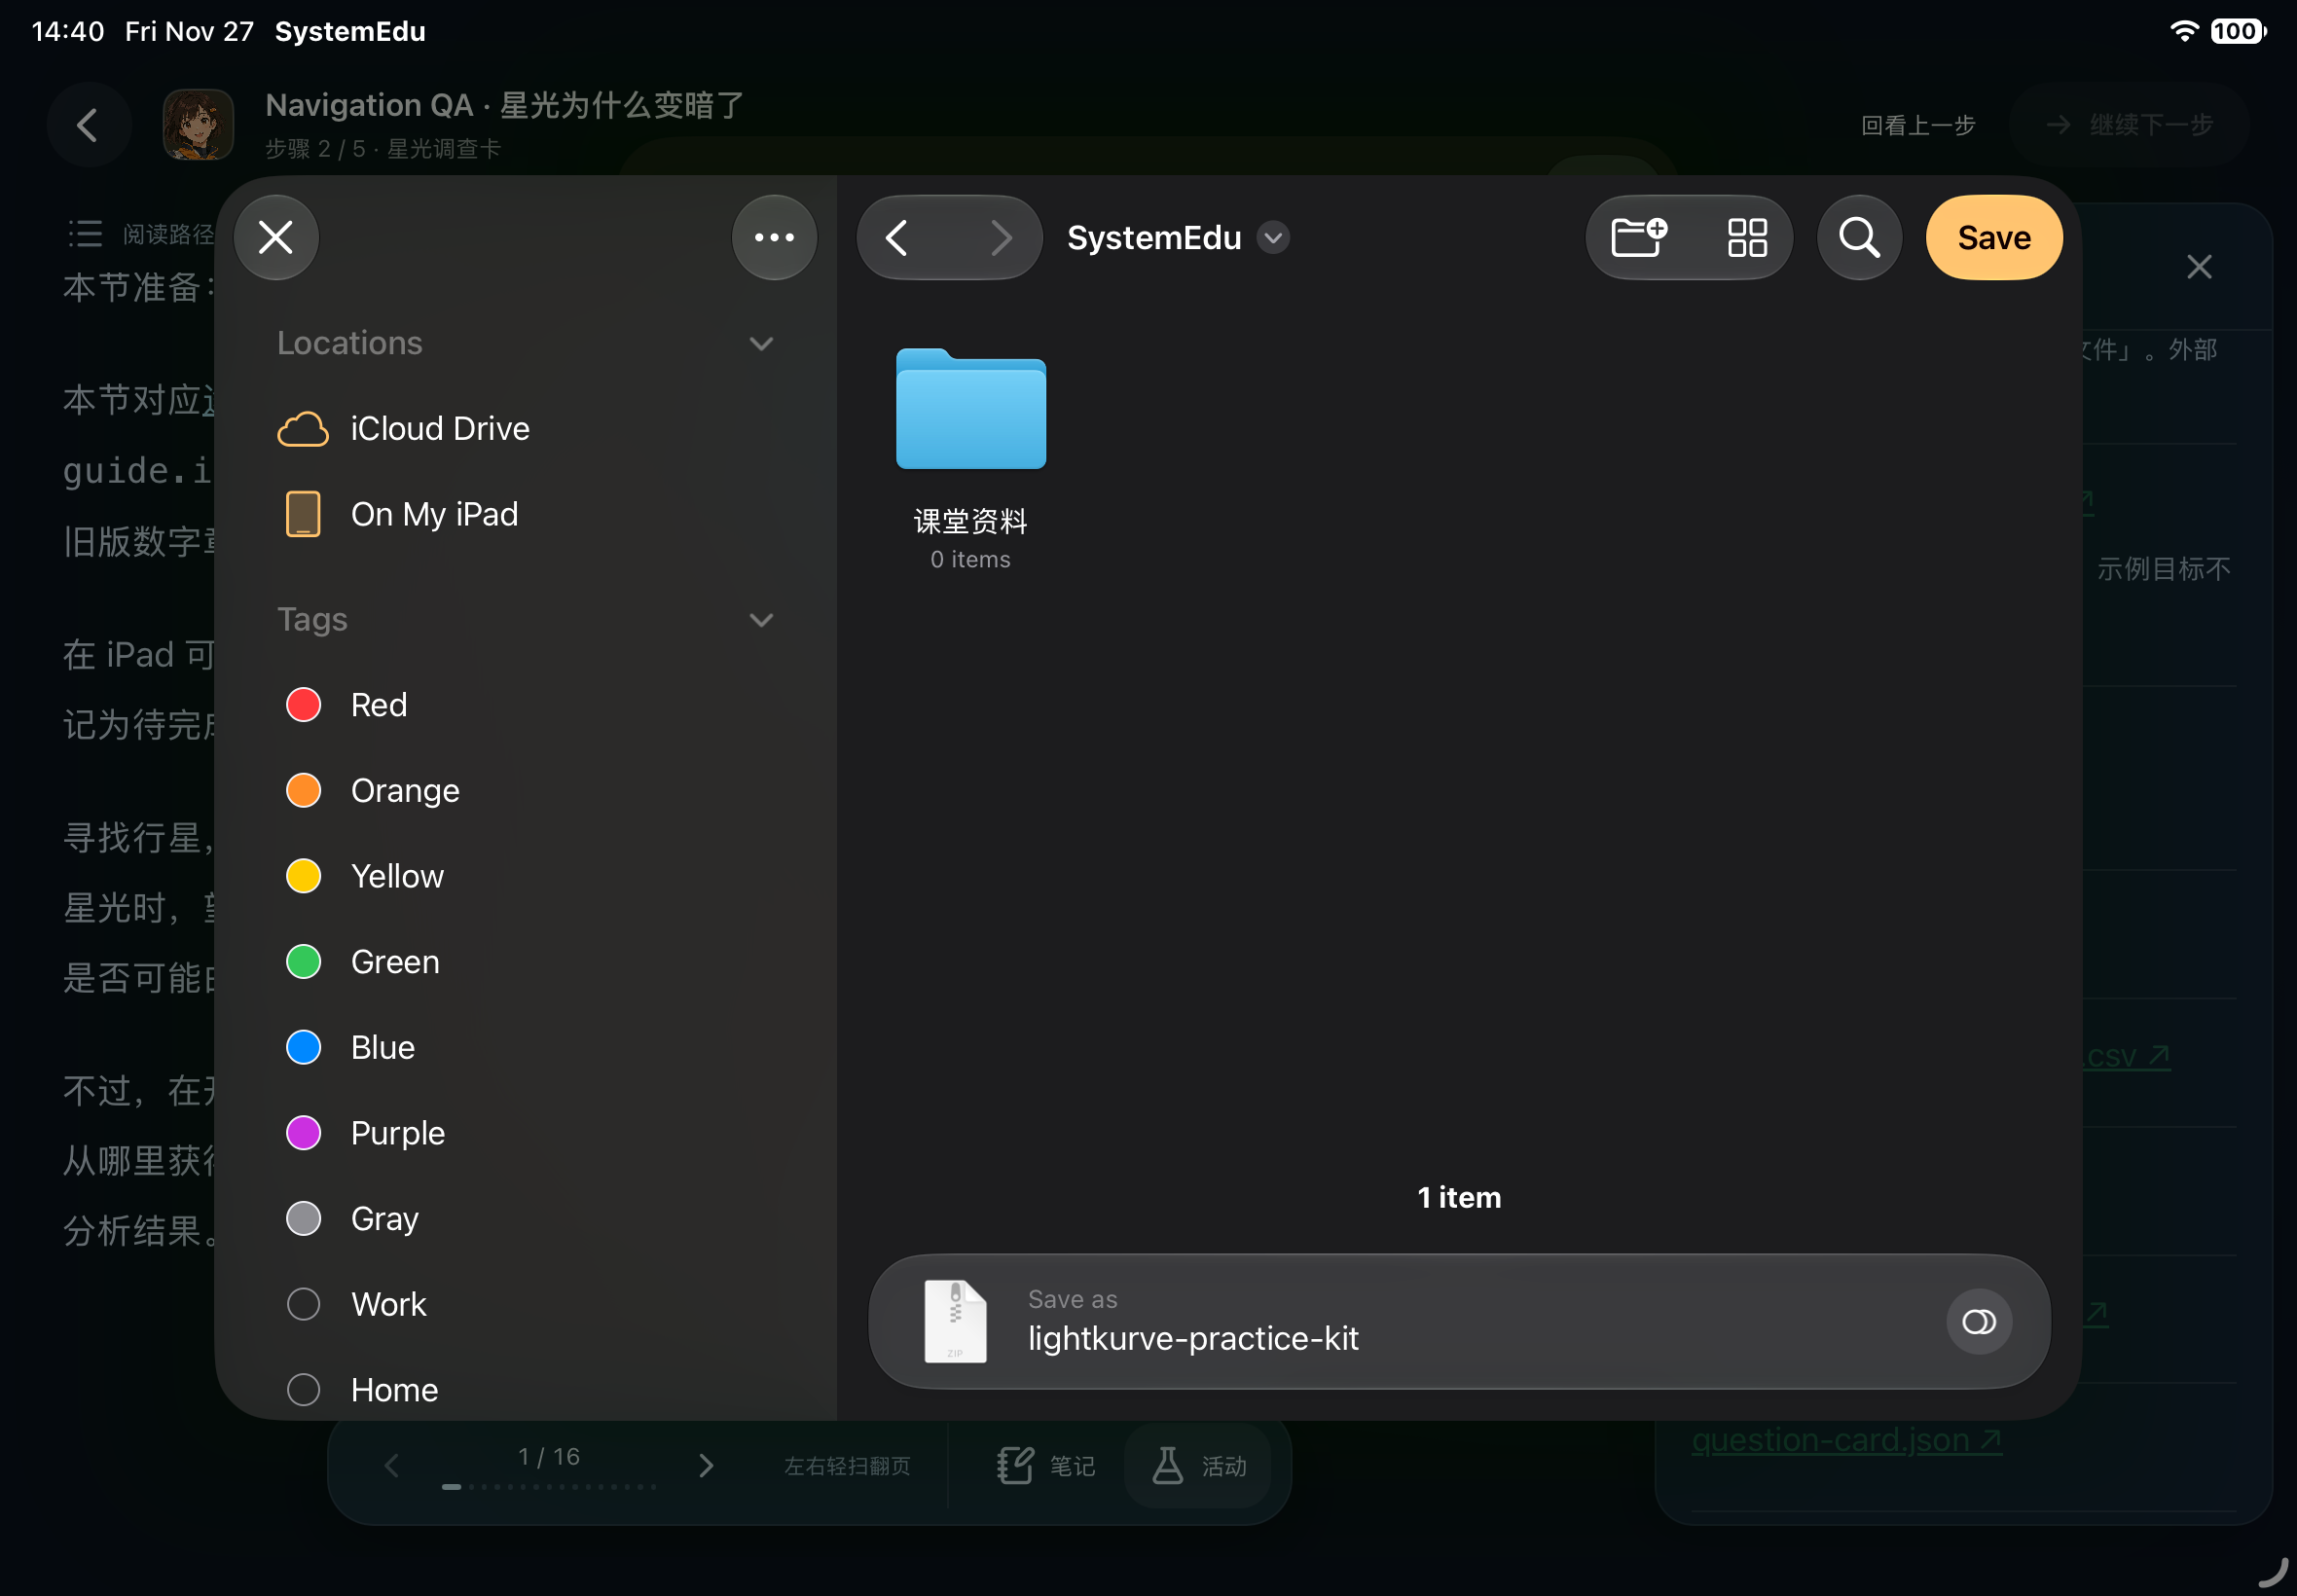 14:40 Fri Nov 27 SystemEdu
100
Navigation QA · 星光为什么变暗了
步骤 2 / 5 · 星光调查卡
回看上一步
→ 继续下一步
阅读路径
本节准备：
本节对应
guide.i
旧版数字
在 iPad 可
记为待完
寻找行星，
星光时，
是否可能
不过，在
从哪里获
分析结果。
Locations
iCloud Drive
On My iPad
Tags
Red
Orange
Yellow
Green
Blue
Purple
Gray
Work
Home
SystemEdu
Save
课堂资料
0 items
1 item
ZIP
Save as
lightkurve-practice-kit
文件」。外部
示例目标不
.csv ↗
question-card.json ↗
1 / 16
左右轻扫翻页
笔记
活动